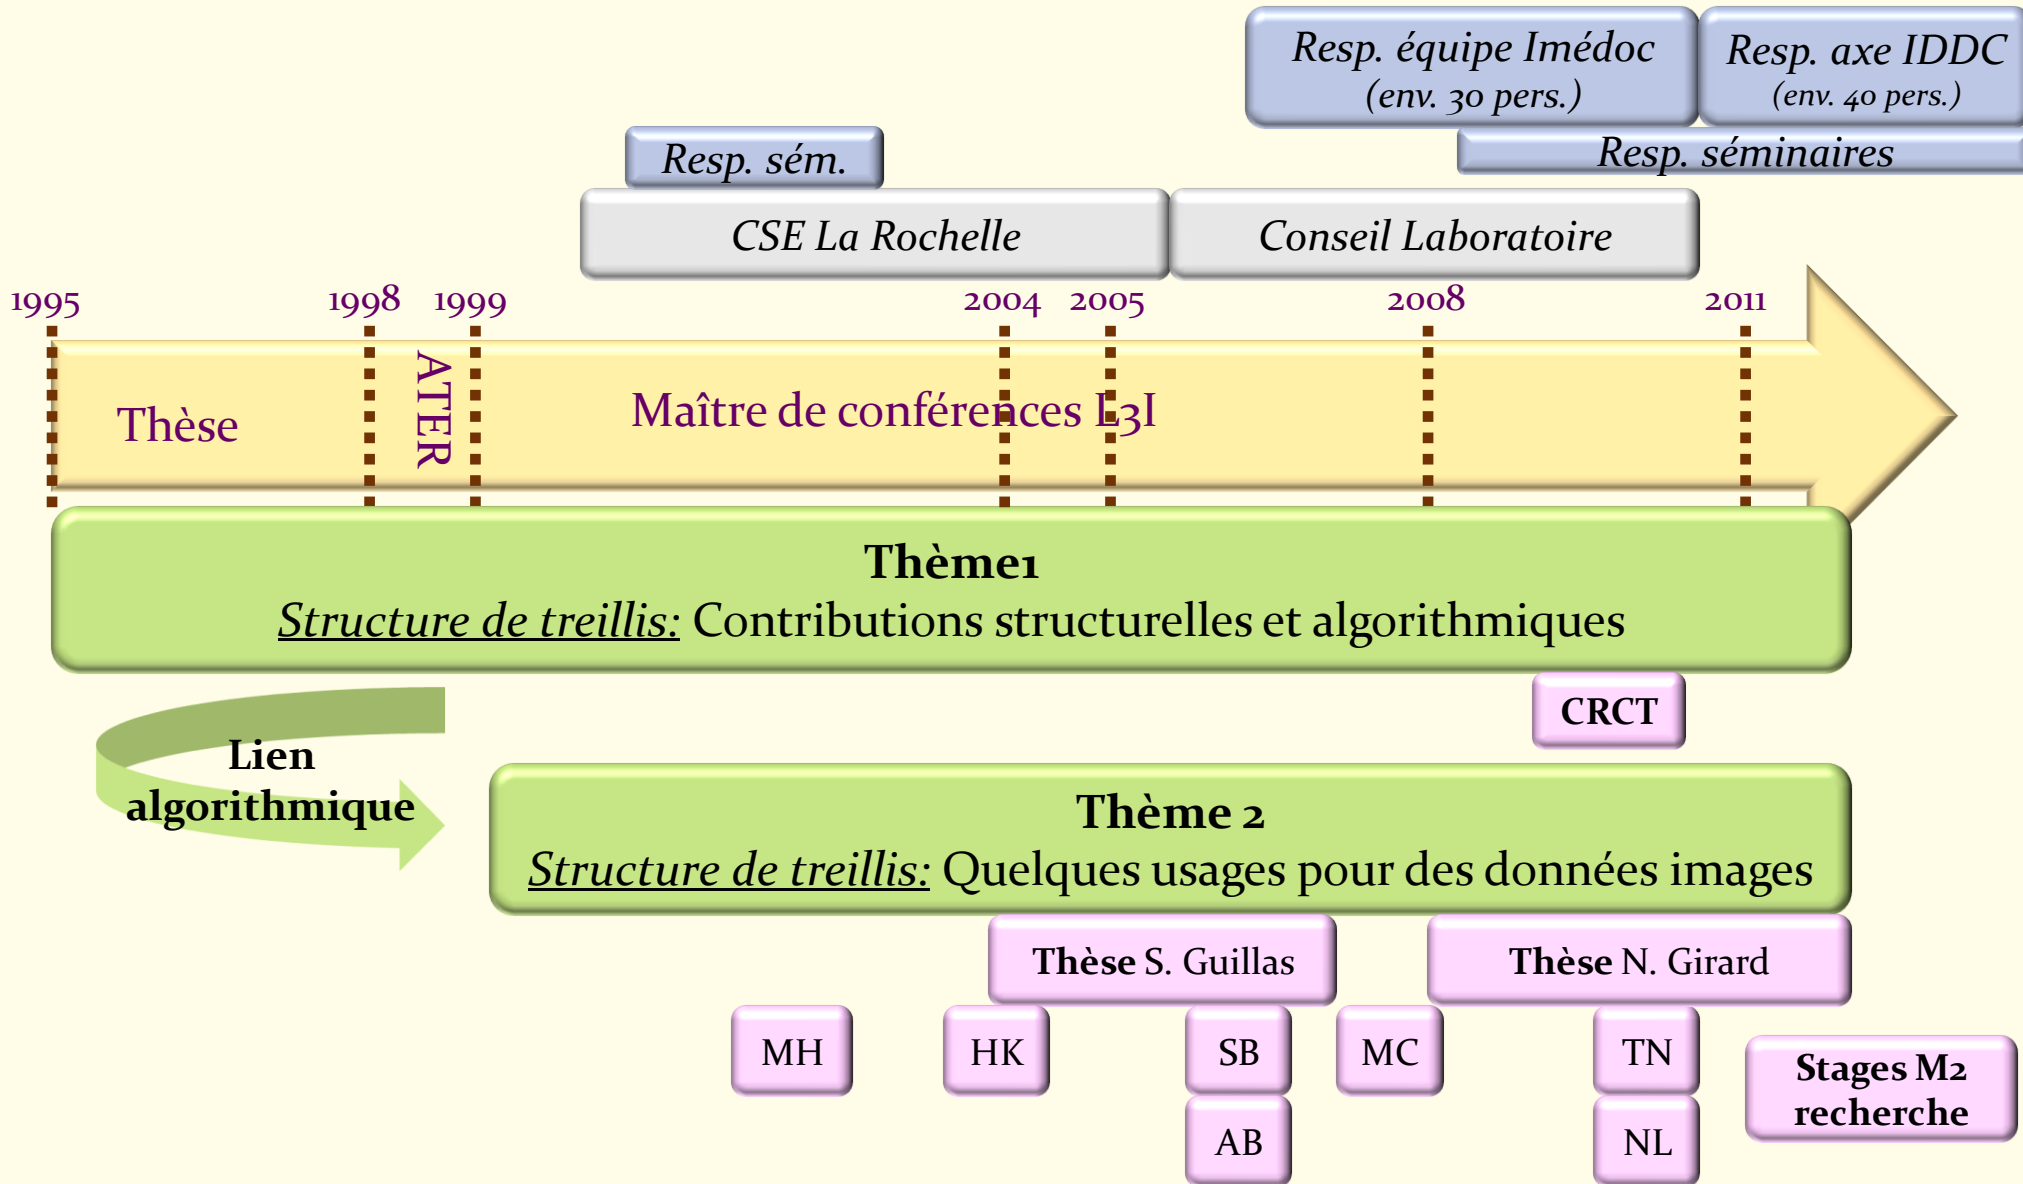 Resp. équipe Imédoc
(env. 30 pers.)
Resp. axe IDDC
(env. 40 pers.)
Resp. sém.
Resp. séminaires
CSE La Rochelle
Conseil Laboratoire
1995
1998
1999
2004
2005
2008
2011
Thèse
ATER
Maître de conférences L3I
Thème1
Structure de treillis: Contributions structurelles et algorithmiques
CRCT
Lien
algorithmique
Thème 2
Structure de treillis: Quelques usages pour des données images
Thèse S. Guillas
Thèse N. Girard
MH
HK
SB
MC
TN
AB
NL
Stages M2
recherche